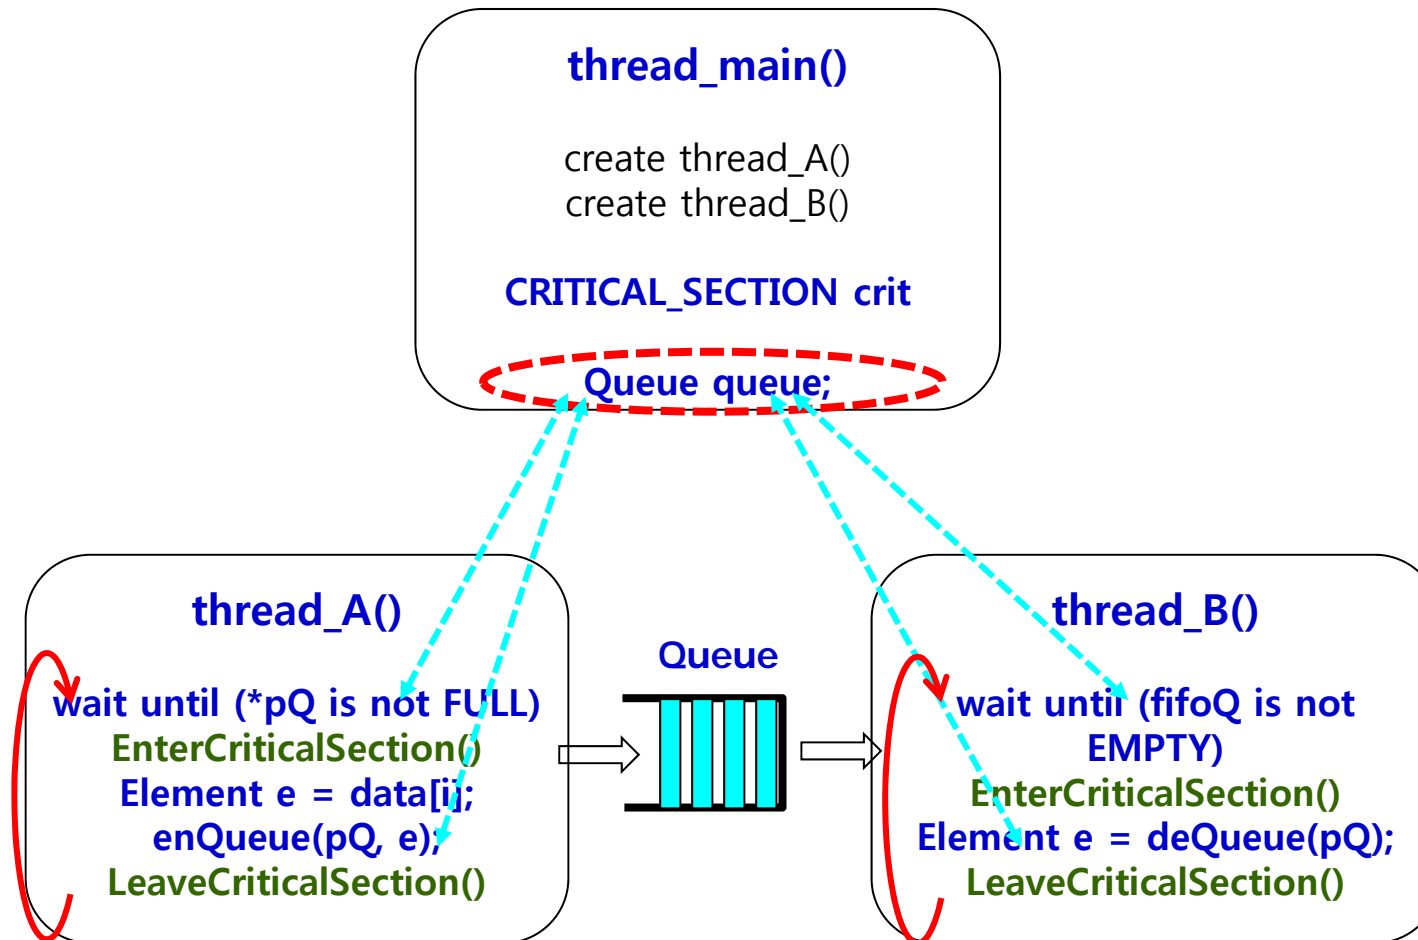 thread_main()
create thread_A()
create thread_B()
CRITICAL_SECTION crit
Queue queue;
thread_A()
wait until (*pQ is not FULL)
EnterCriticalSection()
Element e = data[i];
enQueue(pQ, e);
LeaveCriticalSection()
Queue
thread_B()
wait until (fifoQ is not
EMPTY)
EnterCriticalSection()
Element e = deQueue(pQ);
LeaveCriticalSection()